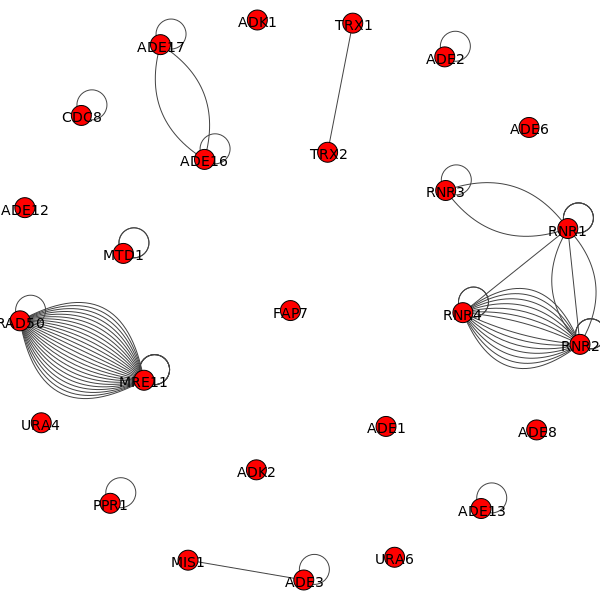 ADK1
TRX1
ADE17
ADE2
CDC8
ADE6
TRX2
ADE16
RNR3
ADE12
RNR1
MTD1
FAP7
RNR4
RAD50
RNR2
MRE11
URA4
ADE1
ADE8
ADK2
PPR1
ADE13
MIS1
URA6
ADE3